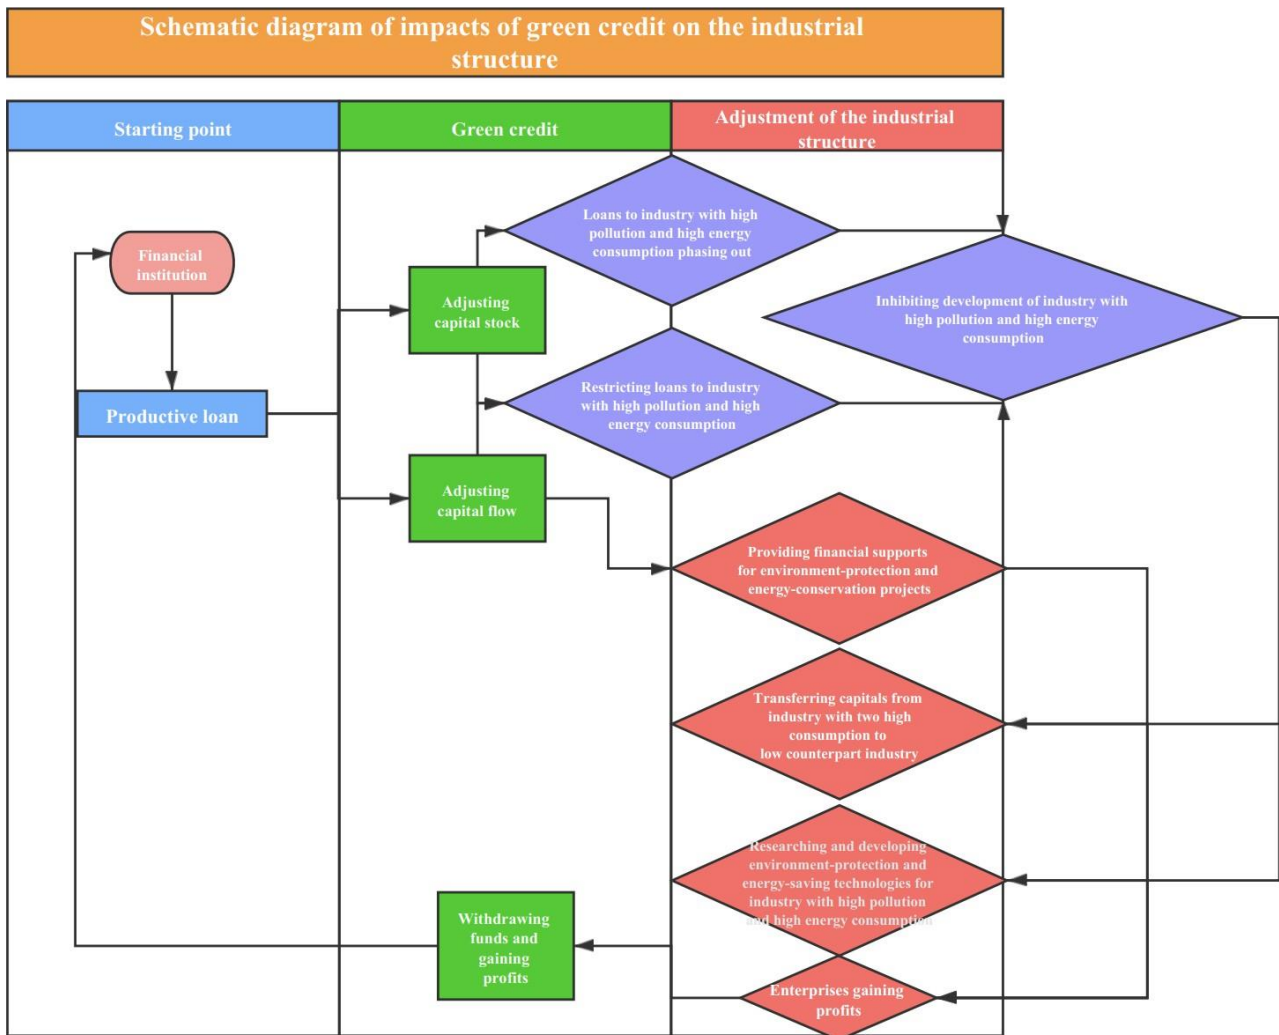 Schematic diagram of impacts of green credit on the industrial
structure
Starting point
Green credit
Adjustment of the industrial
structure
Financial
institution
Productive loan
Adjusting
capital stock
Adjusting
capital flow
Loans to industry with high
pollution and high energy
consumption phasing out
Restricting loans to industry
with high pollution and high
energy consumption
Inhibiting development of industry with
high pollution and high energy
consumption
Providing financial supports
for environment-protection and
energy-conservation projects
Transferring capitals from
industry with two high
consumption to
low counterpart industry
Researching and developing
environment-protection and
energy-saving technologies for
industry with high pollution
and high energy consumption
Withdrawing
funds and
gaining
profits
Enterprises gaining
profits